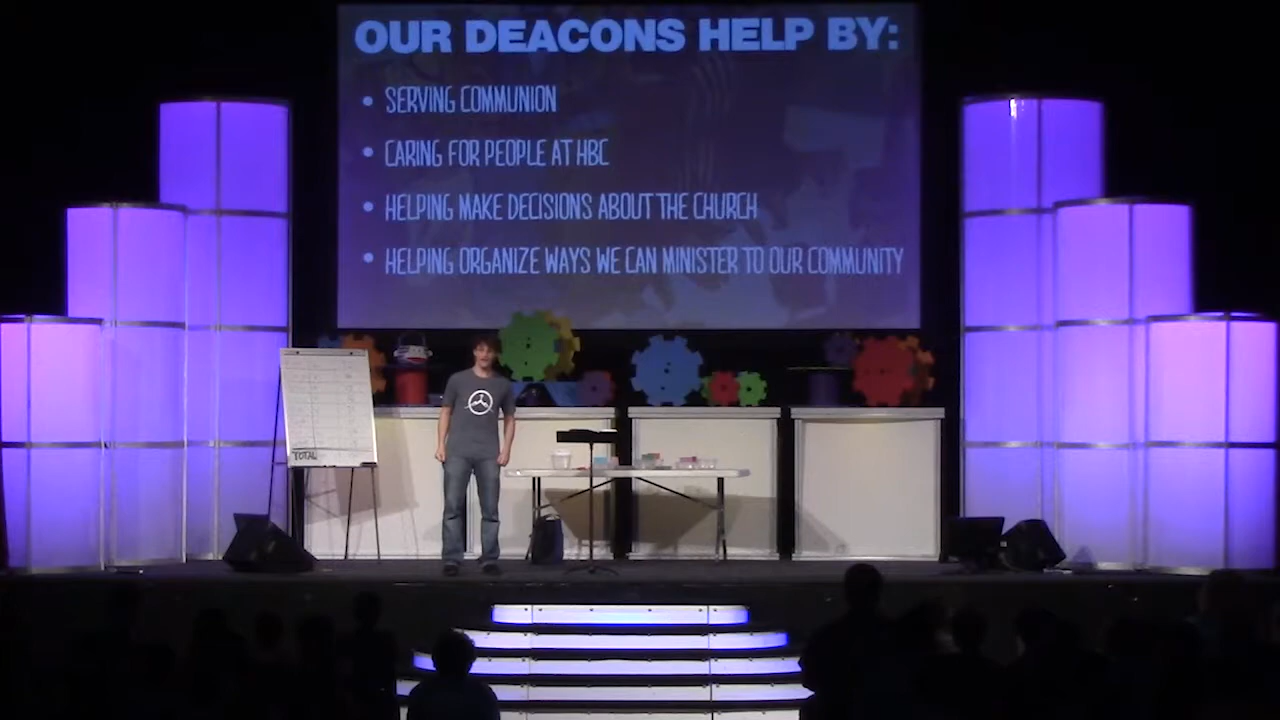 OUR DEACONS HELP BY:
• SERVING COMMUNION
• CARING FOR PEOPLE AT HBC
• HELPING MAKE DECISIONS ABOUT THE CHURCH
• HELPING ORGANIZE WAYS WE CAN MINISTER TO OUR COMMUNITY
TOTAL